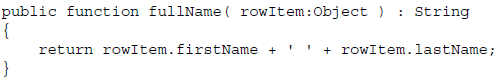 public function fullName( rowItem:Object ) : String
{
    return rowItem.firstName + ' ' + rowItem.lastName;
}